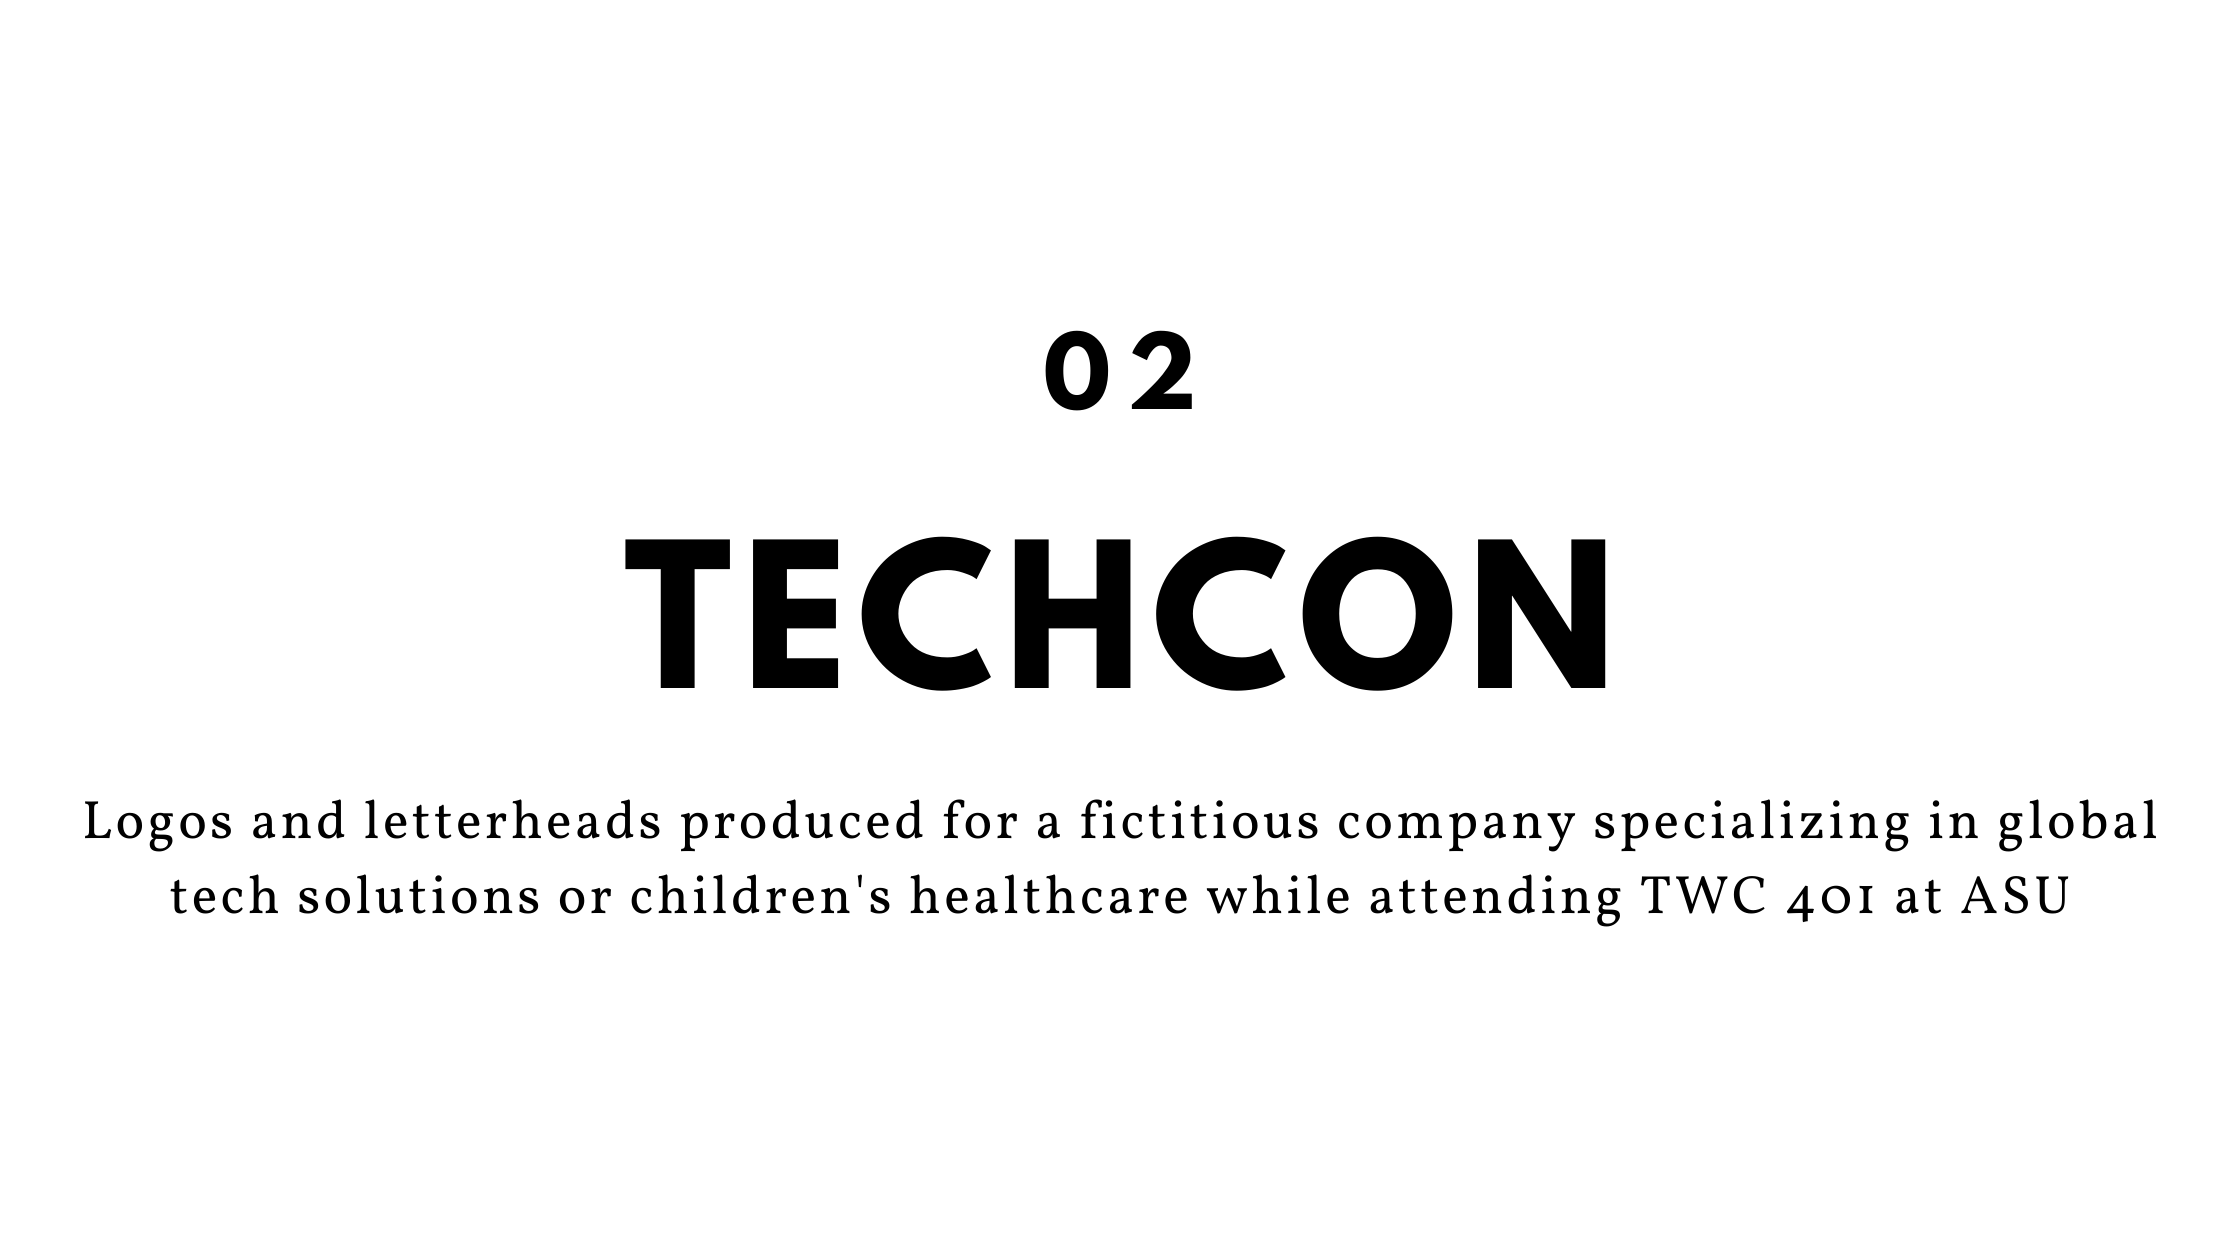 02
TECHCON
Logos and letterheads produced for a fictitious company specializing in global
tech solutions or children's healthcare while attending TWC 401 at ASU